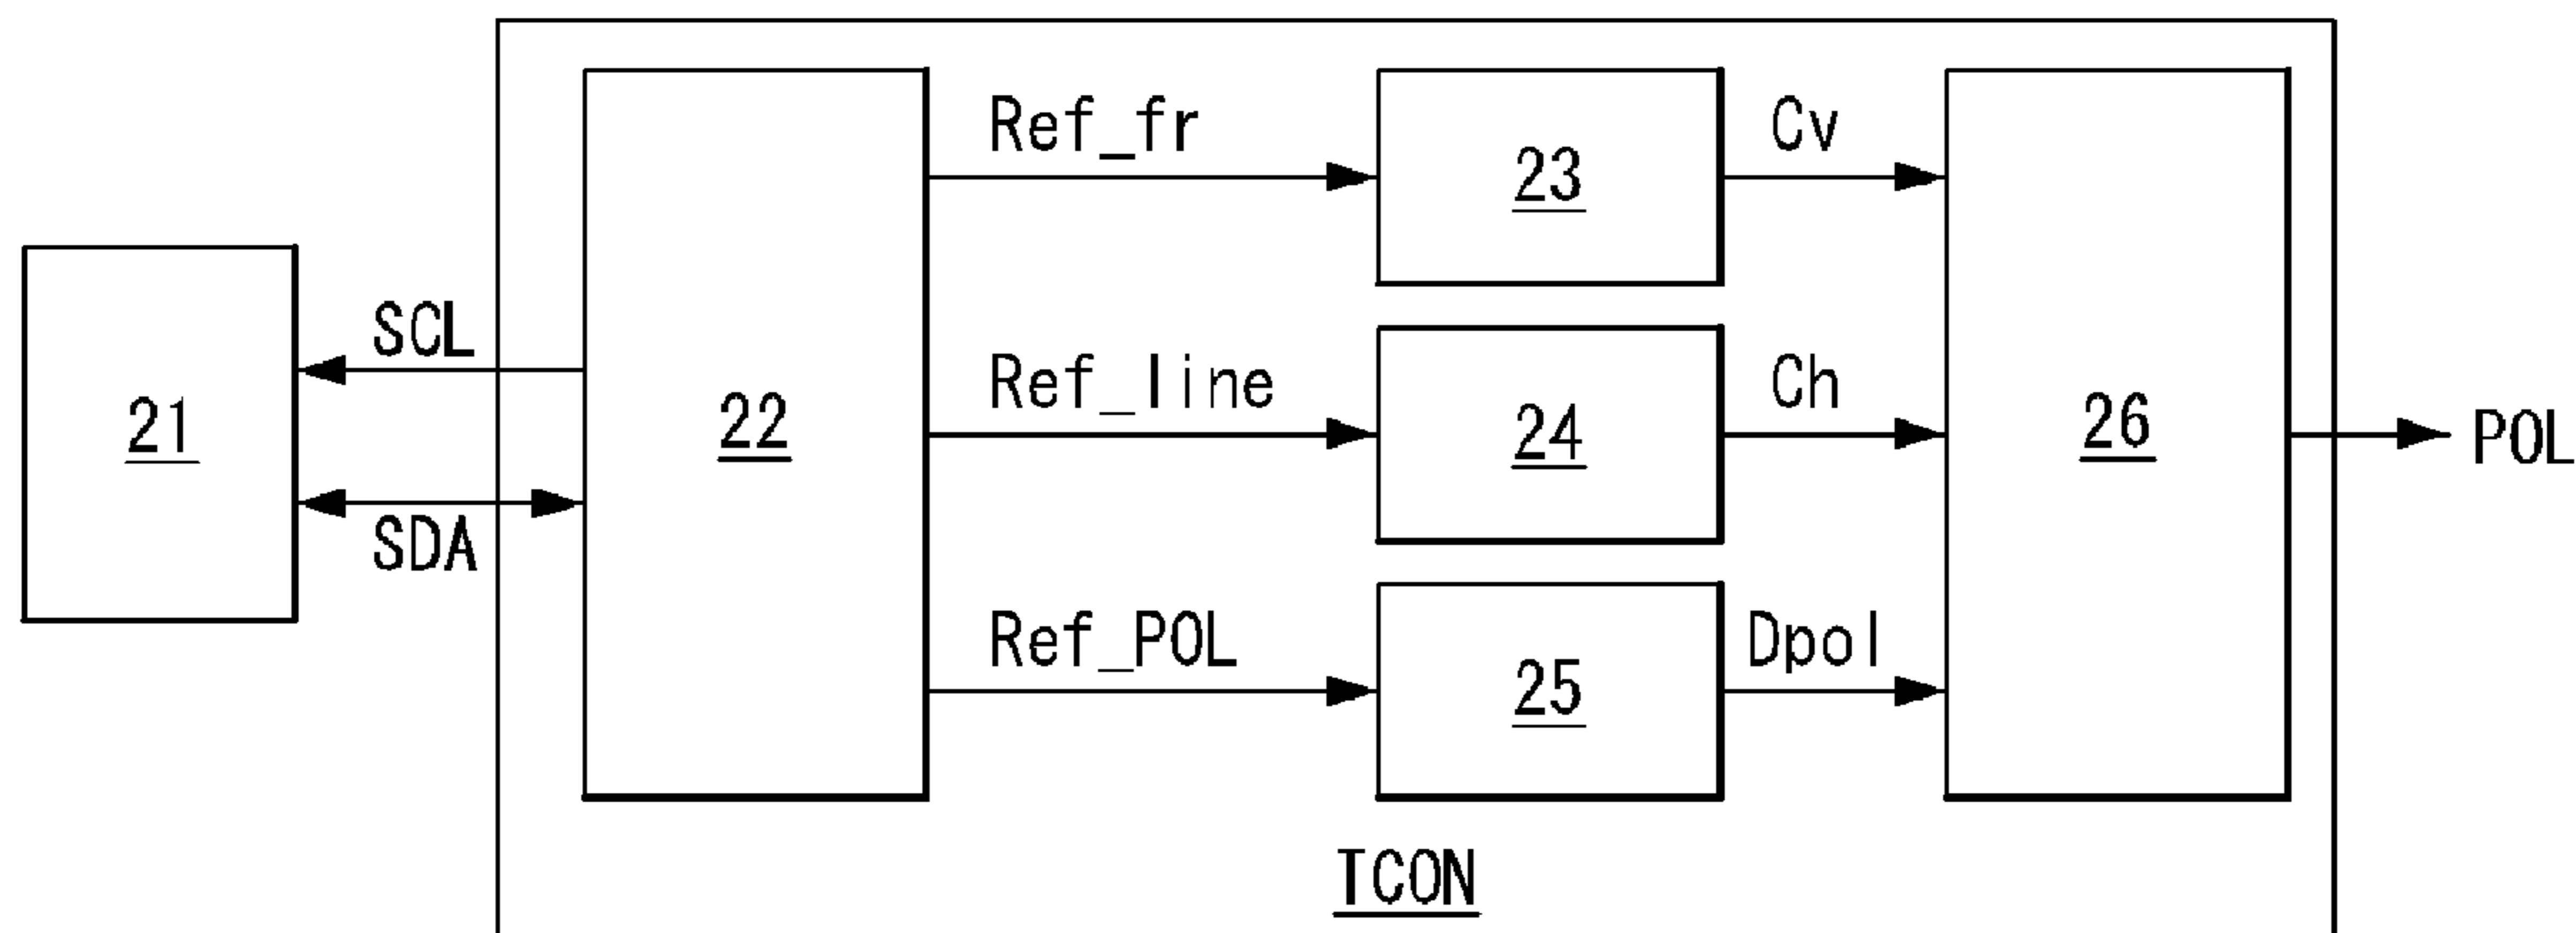 Ref_fr
23
Cv
21
SCL
SDA
22
Ref_line
24
Ch
26
POL
Ref_POL
25
Dpol
TCON